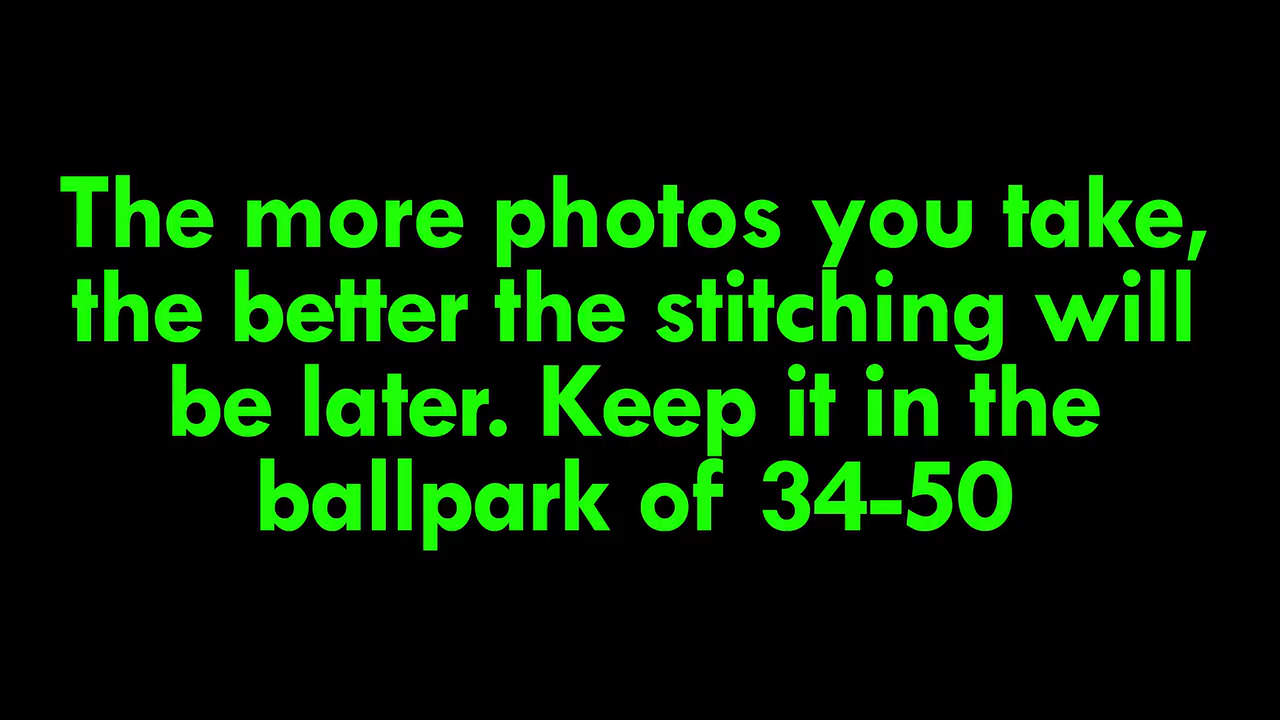 The more photos you take,
the better the stitching will
be later. Keep it in the
ballpark of 34-50